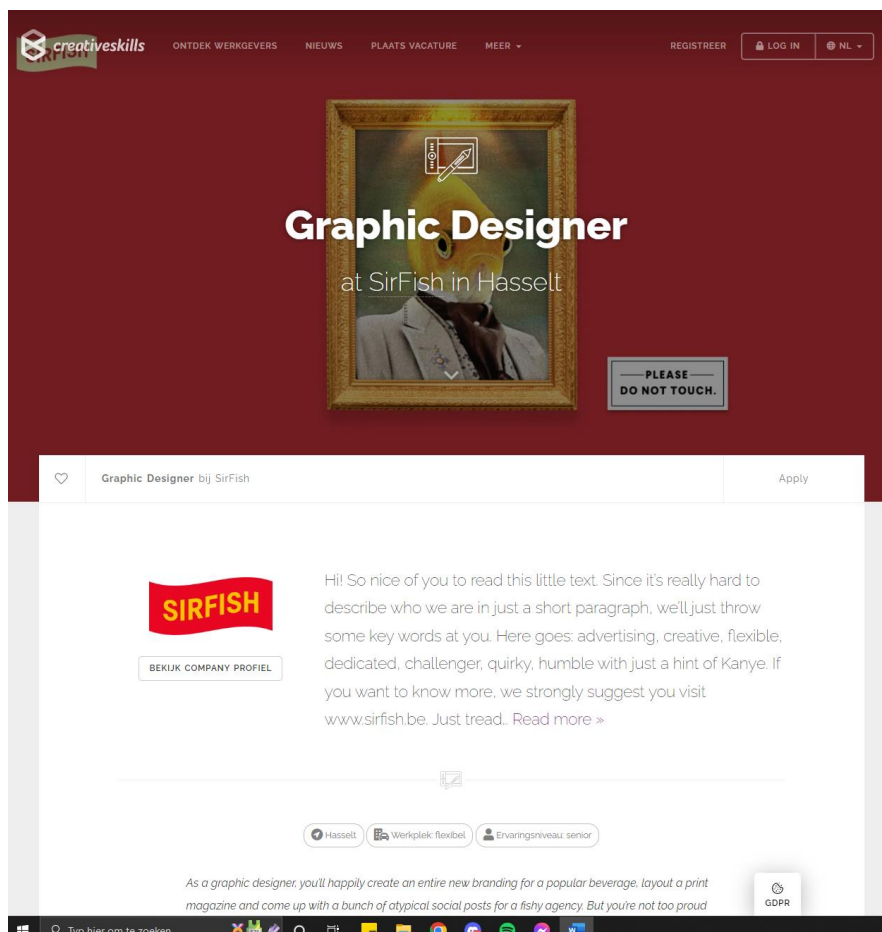 SIRFISH
creativeskills
ONTDEK WERKGEVERS
NIEUWS
PLAATS VACATURE
MEER
REGISTREER
LOG IN
NL
Graphic Designer
at SirFish in Hasselt
PLEASE
DO NOT TOUCH.
Graphic Designer bij SirFish
Apply
SIRFISH
BEKIJK COMPANY PROFIEL
Hi! So nice of you to read this little text. Since it's really hard to
describe who we are in just a short paragraph, we'll just throw
some key words at you. Here goes: advertising, creative, flexible,
dedicated, challenger, quirky, humble with just a hint of Kanye. If
you want to know more, we strongly suggest you visit
www.sirfish.be. Just tread... Read more »
Hasselt
Werkplek: flexibel
Ervaringsniveau: senior
As a graphic designer, you'll happily create an entire new branding for a popular beverage, layout a print
magazine and come up with a bunch of atypical social posts for a fishy agency. But you're not too proud
GDPR
Typ hier om te zoeken